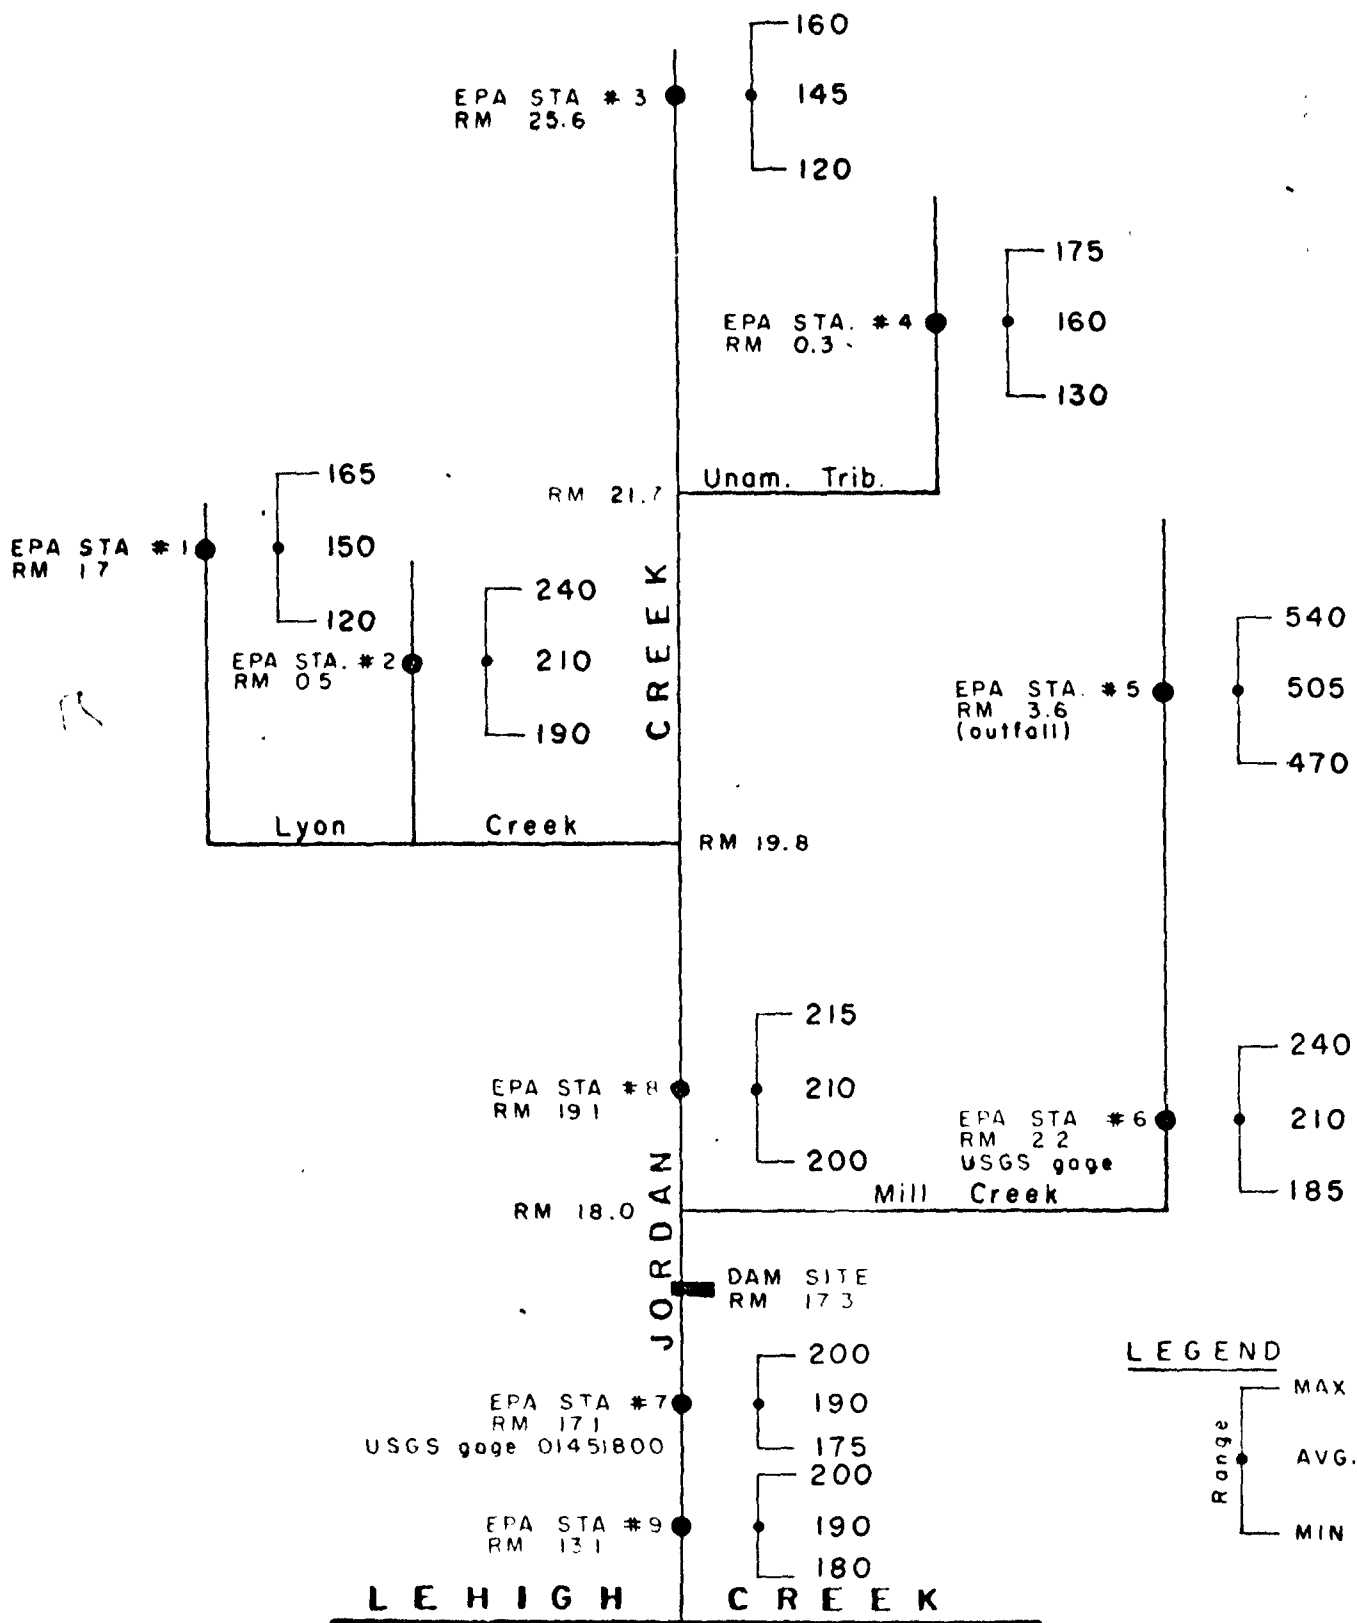 160
EPA STA # 3
RM 25.6
145
120
175
EPA STA. # 4
RM 0.3
160
130
Unam. Trib.
RM 21.7
165
EPA STA # 1
RM 1 7
150
120
240
EPA STA. # 2
RM 0 5
210
190
CREEK
540
EPA STA. # 5
RM 3.6
(outfall)
505
470
Lyon Creek
RM 19.8
215
EPA STA # 8
RM 19 1
210
200
240
EPA STA # 6
RM 2 2
USGS gage
210
185
Mill Creek
RM 18.0
JORDAN
DAM SITE
RM 17 3
200
EPA STA # 7
RM 17 1
USGS gage 01451800
190
175
200
EPA STA # 9
RM 13 1
190
180
LEGEND
MAX
Range
AVG.
MIN
LEHIGH CREEK